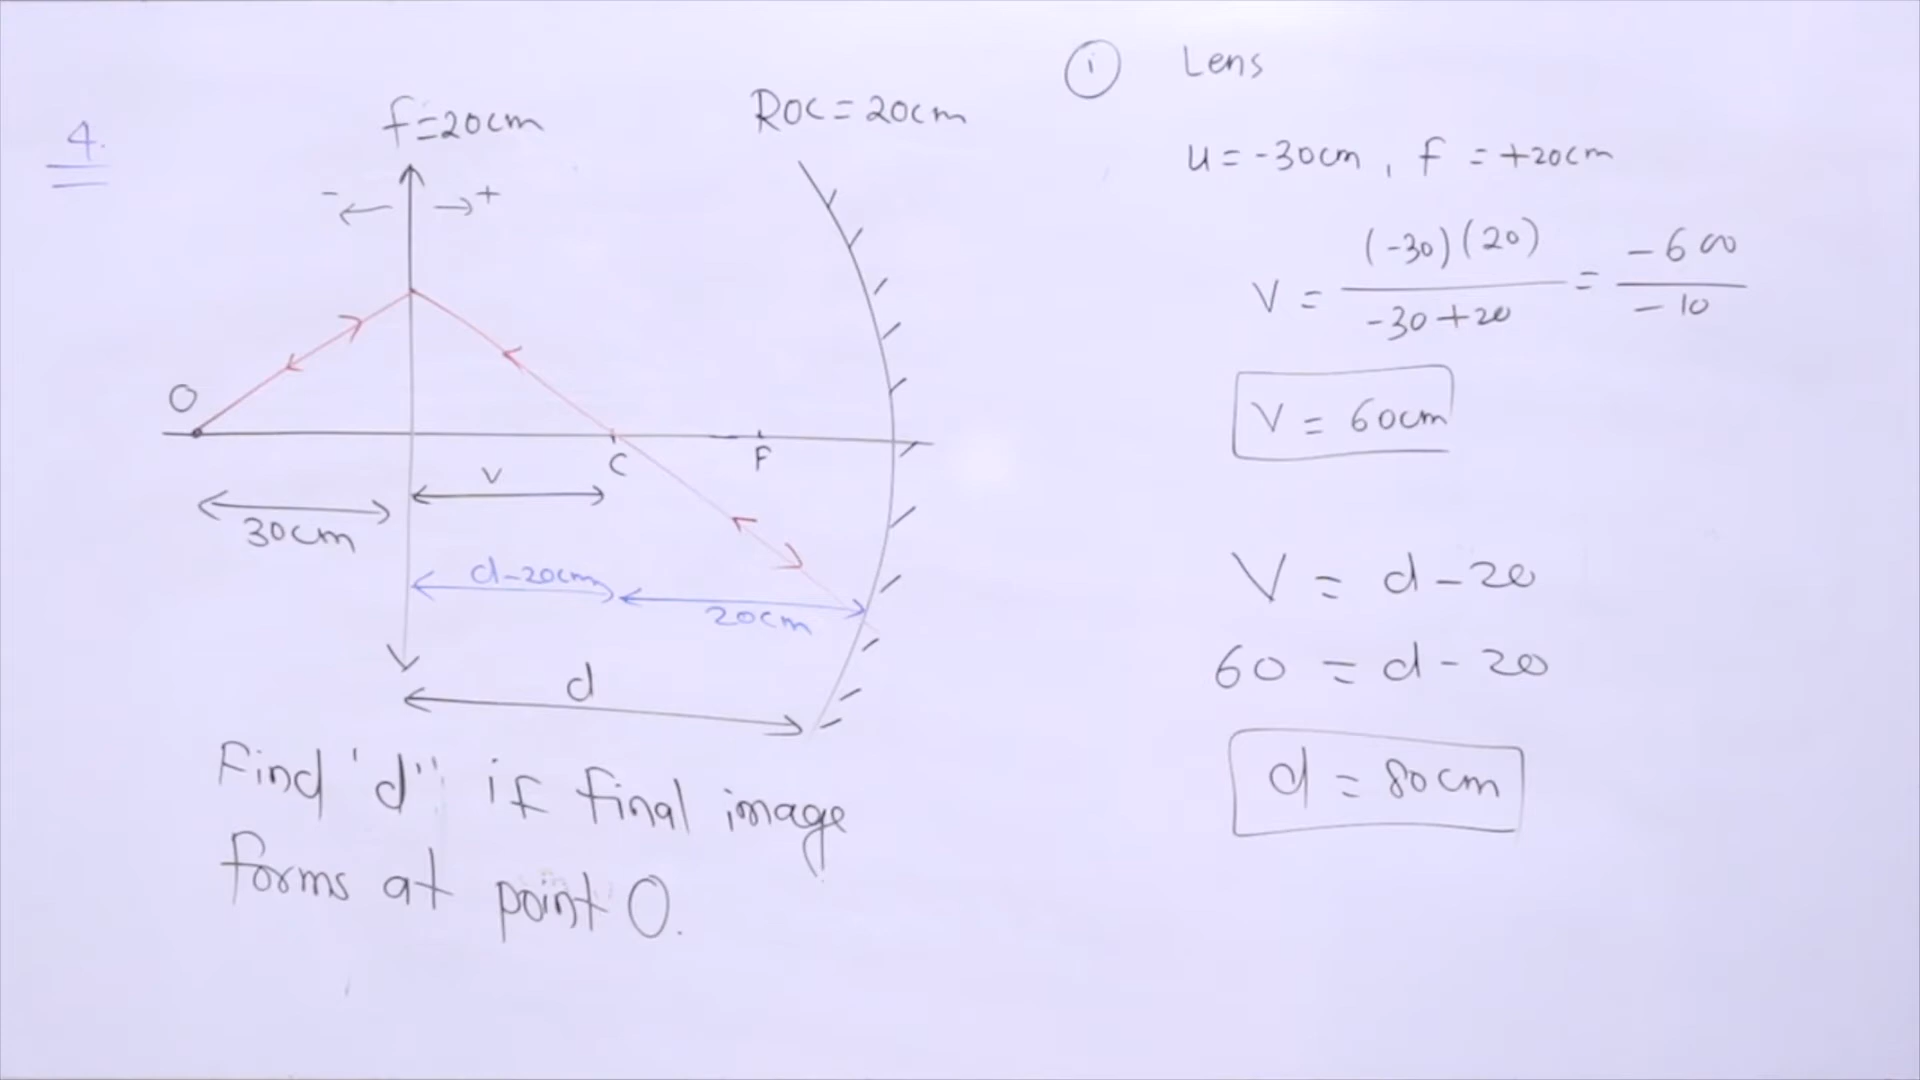 4.
f=20cm
ROC=20cm
- +
O
C
F
v
30cm
d-20cm
20cm
d
Find 'd" if final image
forms at point O.
i Lens
u=-30cm, f=+20cm
V = (-30)(20) / -30+20 = -600 / -10
V = 60cm
V = d-20
60 = d-20
d = 80cm